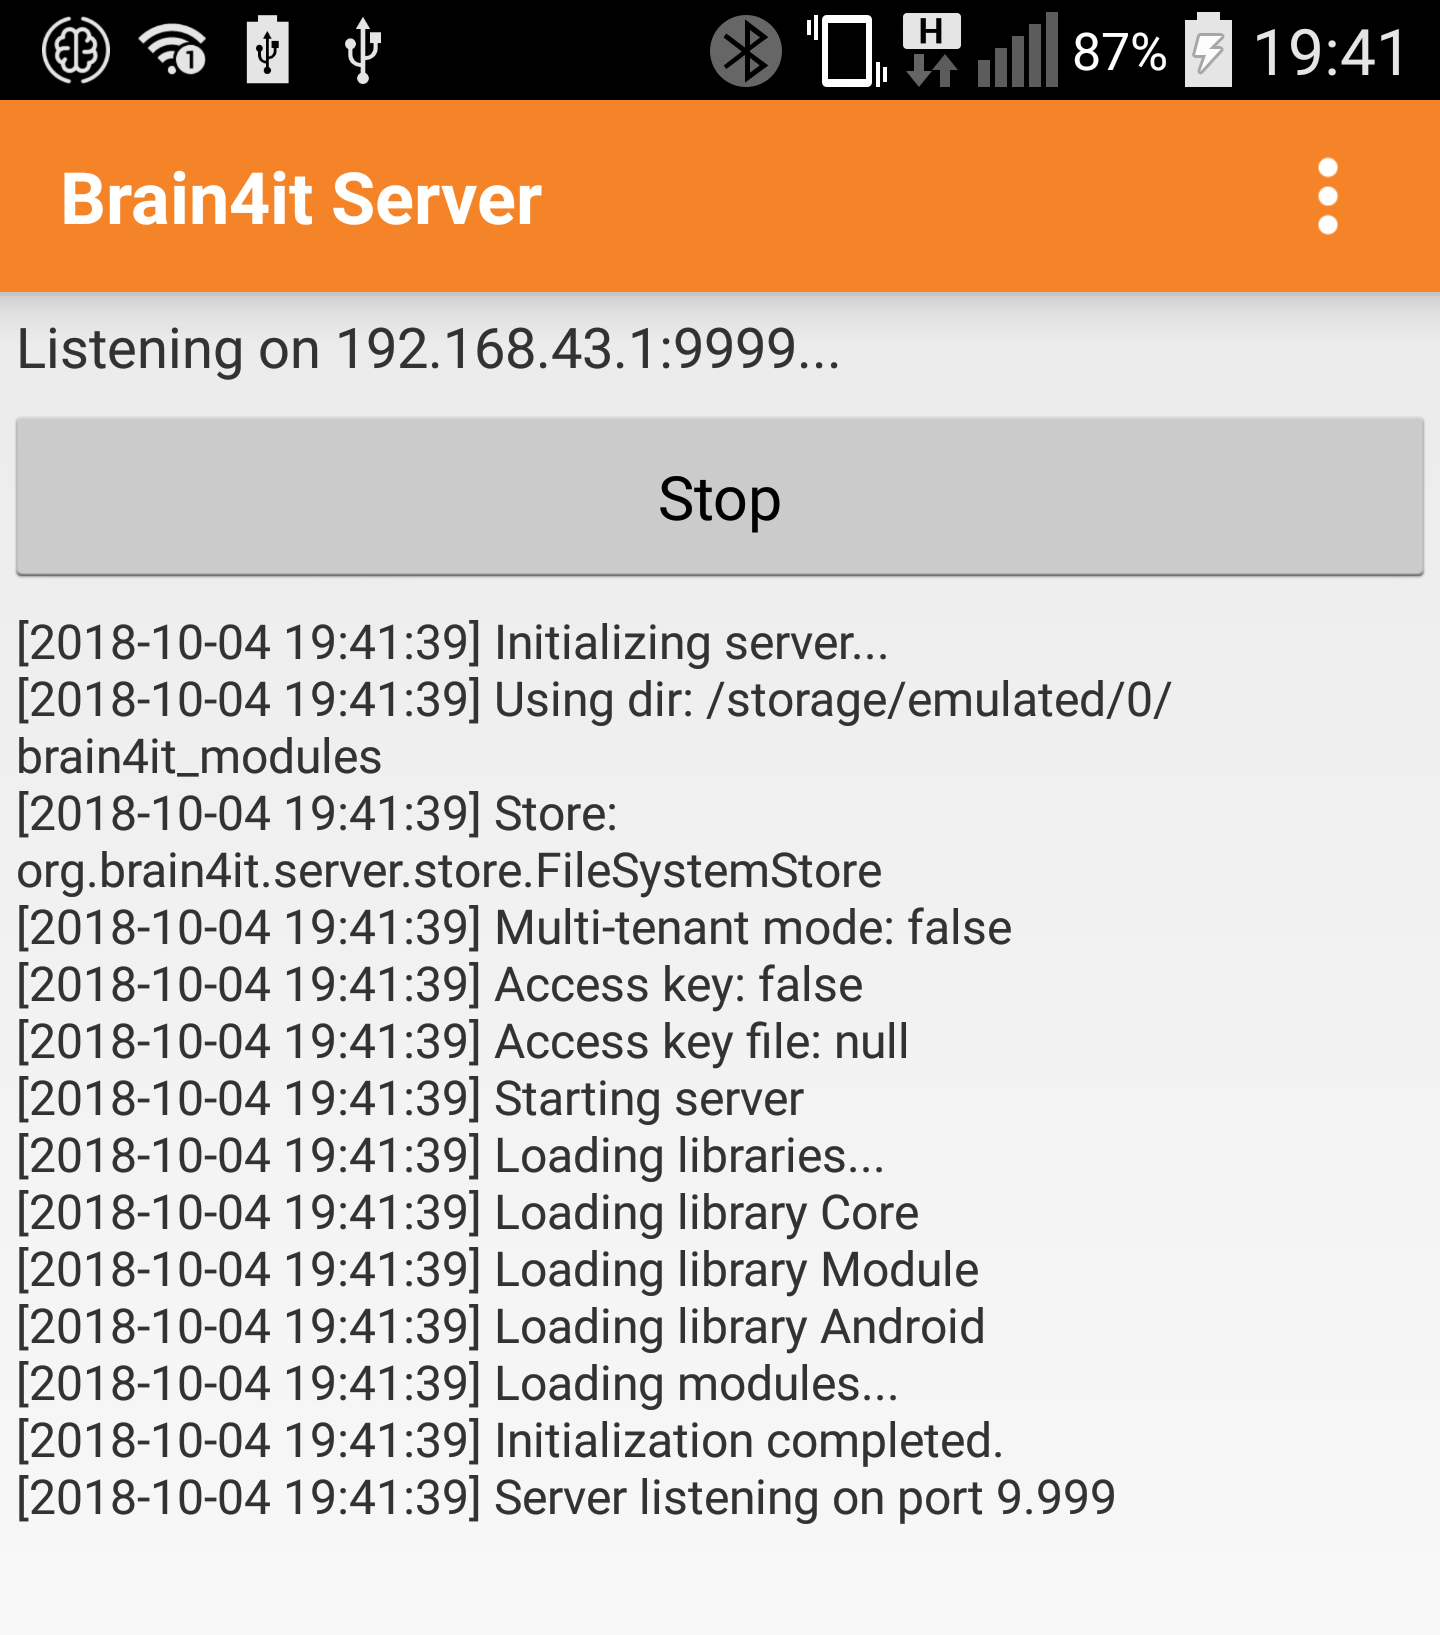 1 H 87% 19:41
Brain4it Server
Listening on 192.168.43.1:9999...
Stop
[2018-10-04 19:41:39] Initializing server...
[2018-10-04 19:41:39] Using dir: /storage/emulated/0/
brain4it_modules
[2018-10-04 19:41:39] Store:
org.brain4it.server.store.FileSystemStore
[2018-10-04 19:41:39] Multi-tenant mode: false
[2018-10-04 19:41:39] Access key: false
[2018-10-04 19:41:39] Access key file: null
[2018-10-04 19:41:39] Starting server
[2018-10-04 19:41:39] Loading libraries...
[2018-10-04 19:41:39] Loading library Core
[2018-10-04 19:41:39] Loading library Module
[2018-10-04 19:41:39] Loading library Android
[2018-10-04 19:41:39] Loading modules...
[2018-10-04 19:41:39] Initialization completed.
[2018-10-04 19:41:39] Server listening on port 9.999